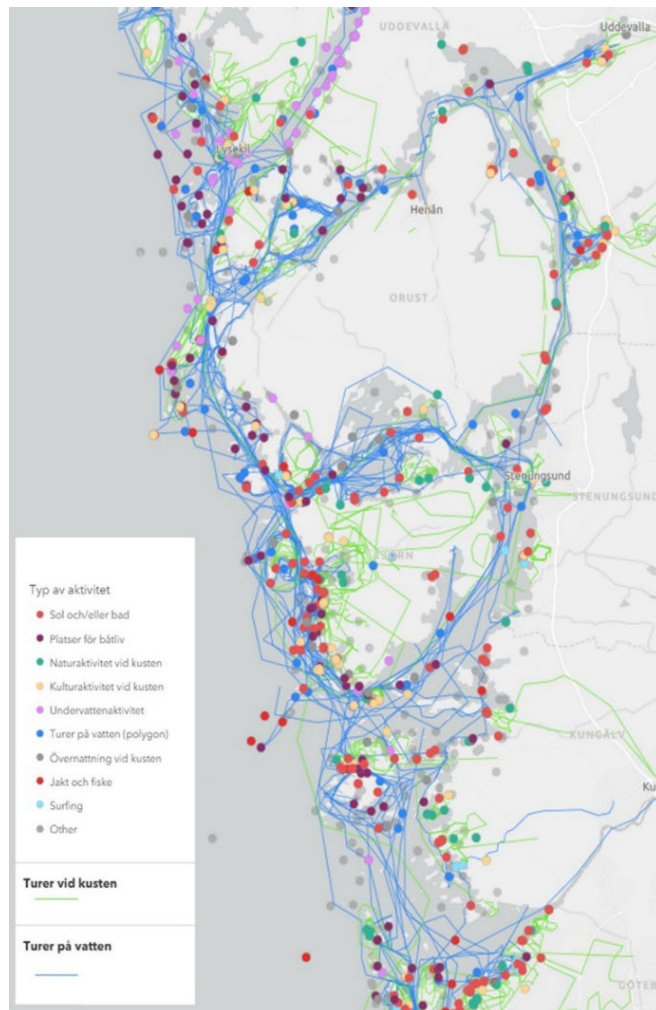 UDDEVALLA
Uddevalla
Lysekil
Henån
ORUST
Stenungsund
STENUNGSUND
Typ av aktivitet
Sol och/eller bad
Platser för båtliv
Naturaktivitet vid kusten
Kulturaktivitet vid kusten
Undervattenaktivitet
Turer på vatten (polygon)
Övernattning vid kusten
Jakt och fiske
Surfing
Other
KUNGÄLV
Ku
Turer vid kusten
Turer på vatten
GÖTEB